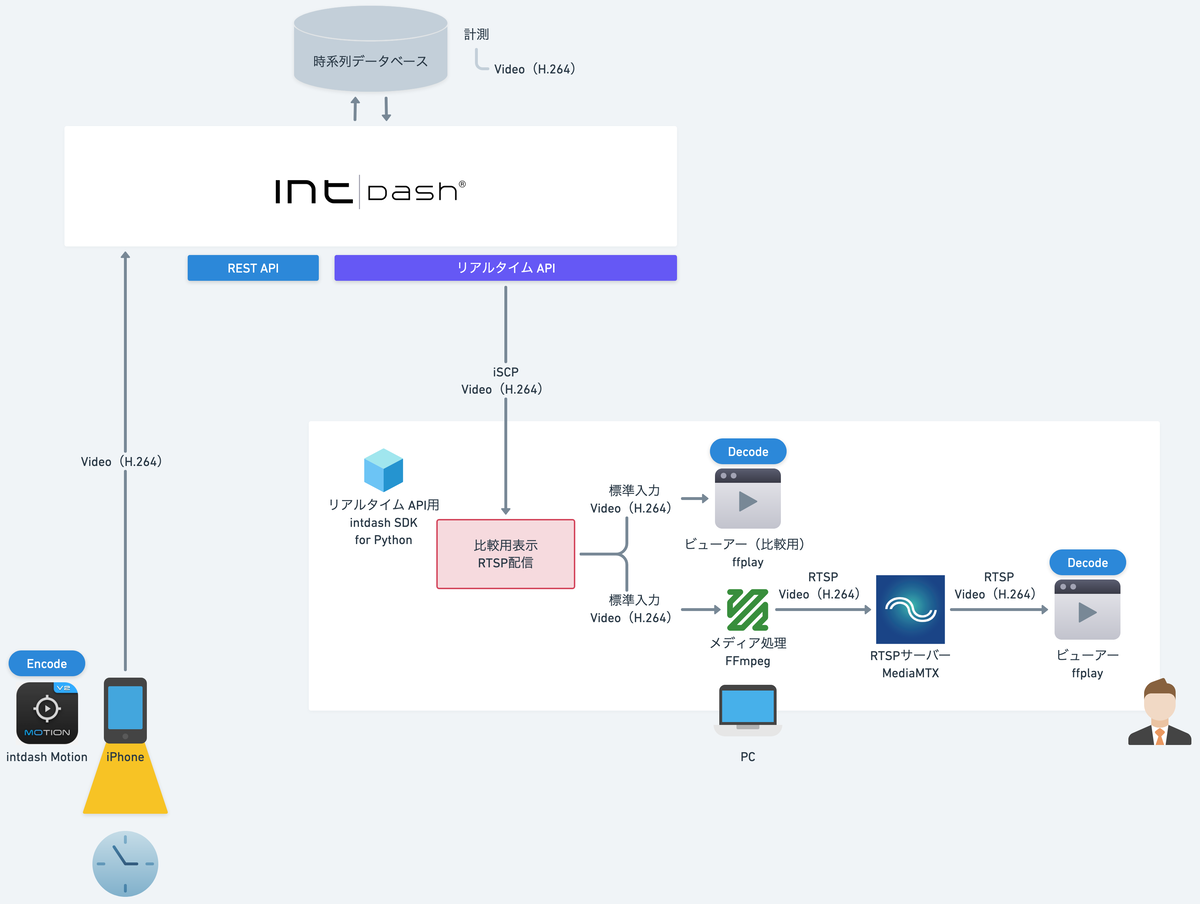 計測
時系列データベース
Video（H.264）
INT DASH®
REST API
リアルタイム API
iSCP
Video（H.264）
Video（H.264）
リアルタイム API用
intdash SDK
for Python
比較用表示
RTSP配信
標準入力
Video（H.264）
Decode
ビューアー（比較用）
ffplay
標準入力
Video（H.264）
メディア処理
FFmpeg
RTSP
Video（H.264）
RTSPサーバー
MediaMTX
RTSP
Video（H.264）
Decode
ビューアー
ffplay
PC
Encode
V2
MOTION
intdash Motion
iPhone